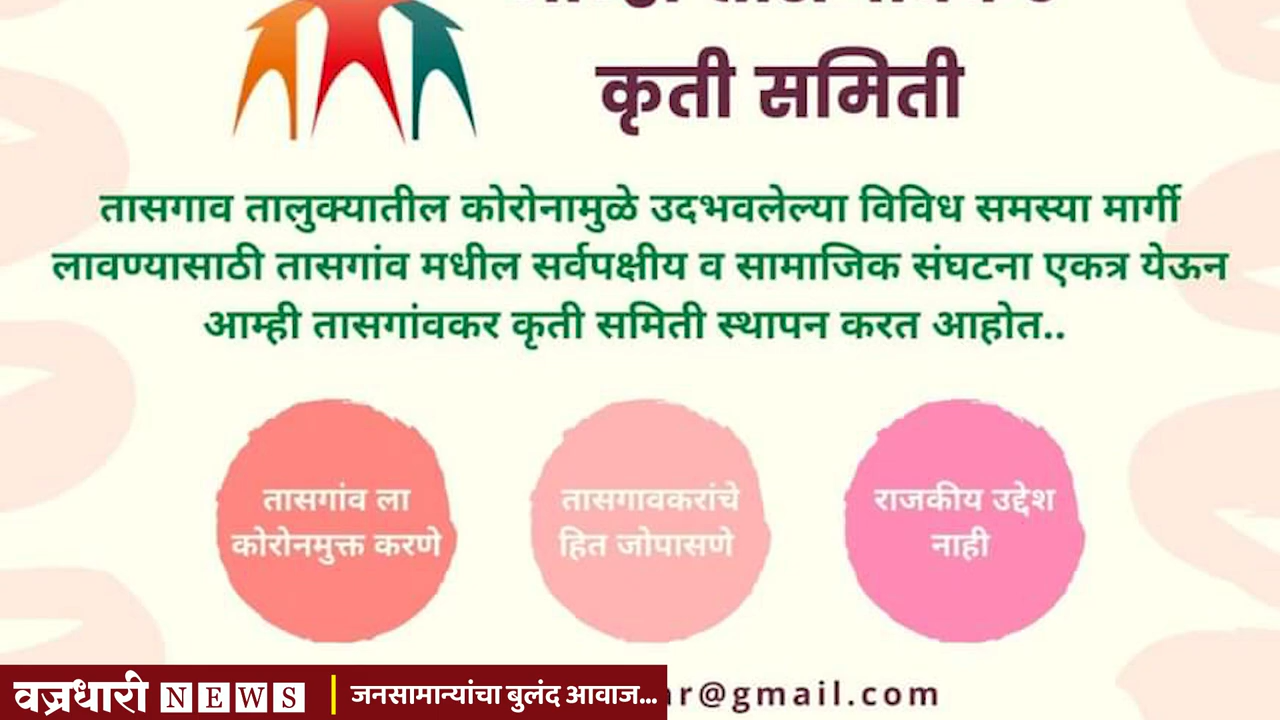 कृती समिती
तासगाव तालुक्यातील कोरोनामुळे उदभवलेल्या विविध समस्या मार्गी
लावण्यासाठी तासगांव मधील सर्वपक्षीय व सामाजिक संघटना एकत्र येऊन
आम्ही तासगांवकर कृती समिती स्थापन करत आहोत..
तासगांव ला
कोरोनमुक्त करणे
तासगावकरांचे
हित जोपासणे
राजकीय उद्देश
नाही
वज्रधारी NEWS
जनसामान्यांचा बुलंद आवाज...
ar@gmail.com